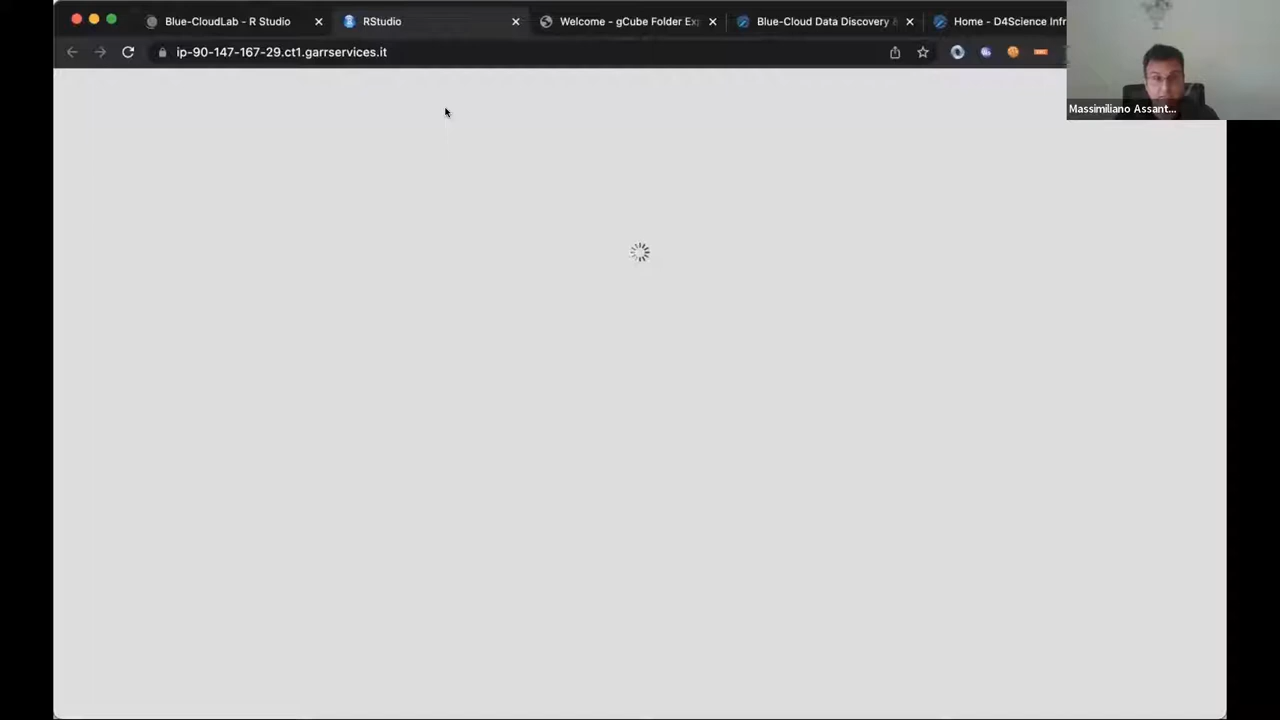 Blue-CloudLab - R Studio
RStudio
Welcome - gCube Folder Ex
Blue-Cloud Data Discovery &
Home - D4Science Infr
ip-90-147-167-29.ct1.garrservices.it
Massimiliano Assant...